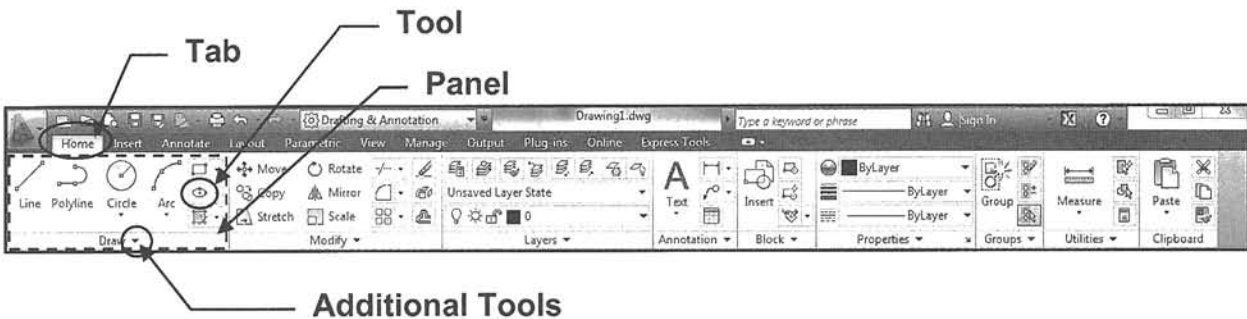 Tool
Tab
Panel
Drafting & Annotation
Drawing1.dwg
Type a keyword or phrase
Sign In
Home Insert Annotate Layout Parametric View Manage Output Plug-ins Online Express Tools
Line Polyline Circle Arc
Move Rotate
Copy Mirror
Stretch Scale
Unsaved Layer State
0
Text
Insert
ByLayer
ByLayer
ByLayer
Group
Measure
Paste
Draw Modify Layers Annotation Block Properties Groups Utilities Clipboard
Additional Tools